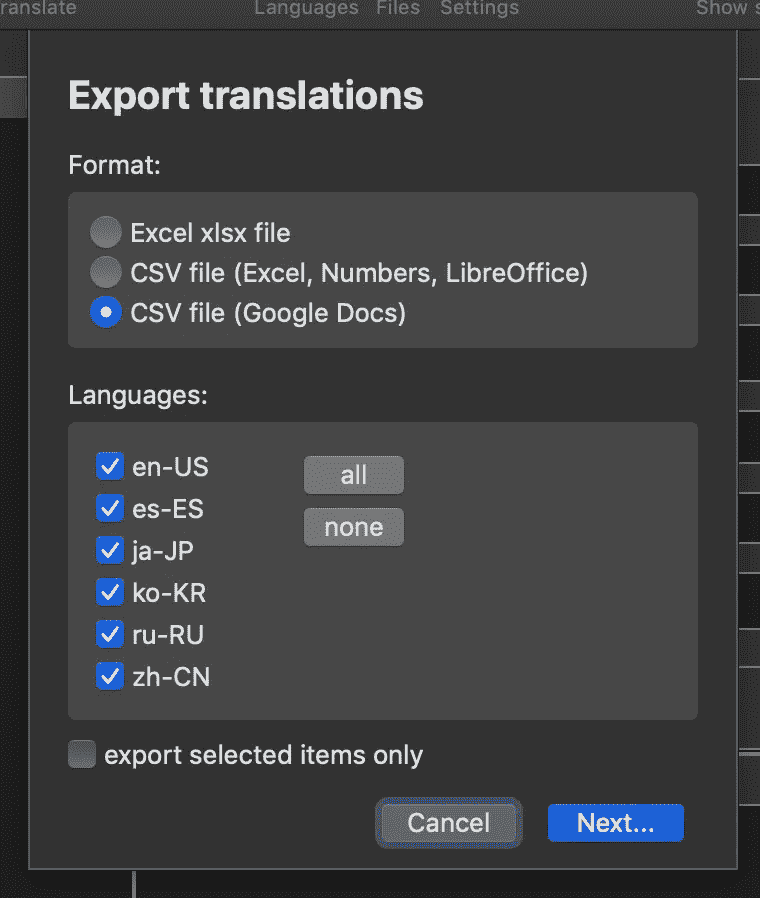 Languages Files Settings Show
Export translations
Format:
Excel xlsx file
CSV file (Excel, Numbers, LibreOffice)
CSV file (Google Docs)
Languages:
en-US all
es-ES
none
ja-JP
ko-KR
ru-RU
zh-CN
export selected items only
Cancel Next...